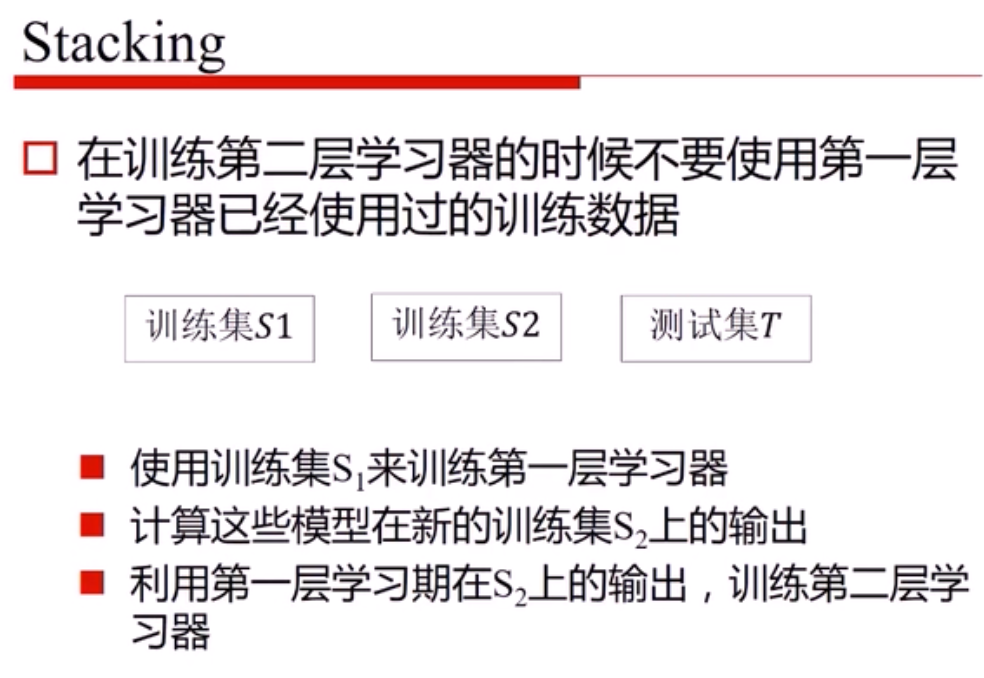 Stacking
在训练第二层学习器的时候不要使用第一层
学习器已经使用过的训练数据
训练集S1 训练集S2 测试集T
使用训练集S₁来训练第一层学习器
计算这些模型在新的训练集S₂上的输出
利用第一层学习期在S₂上的输出，训练第二层学
习器